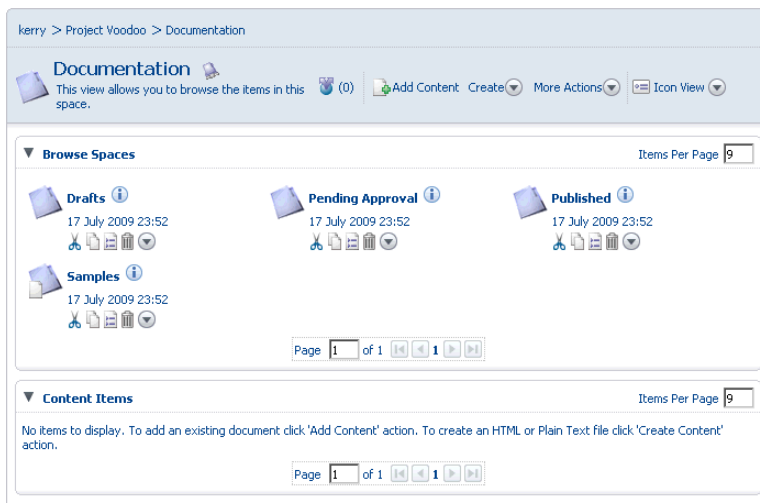 kerry > Project Voodoo > Documentation
Documentation
This view allows you to browse the items in this space.
(0) Add Content Create More Actions Icon View
Browse Spaces Items Per Page 9
Drafts Pending Approval Published
17 July 2009 23:52 17 July 2009 23:52 17 July 2009 23:52
Samples
17 July 2009 23:52
Page 1 of 1 1
Content Items Items Per Page 9
No items to display. To add an existing document click 'Add Content' action. To create an HTML or Plain Text file click 'Create Content'
action.
Page 1 of 1 1